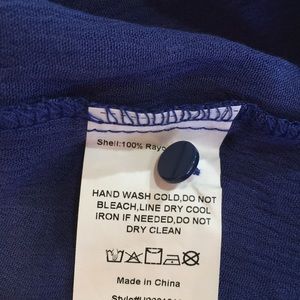 Shell:100%
HAND WASH COLD,DO NOT
BLEACH,LINE DRY COOL
IRON IF NEEDED,DO NOT
DRY CLEAN
Made in China